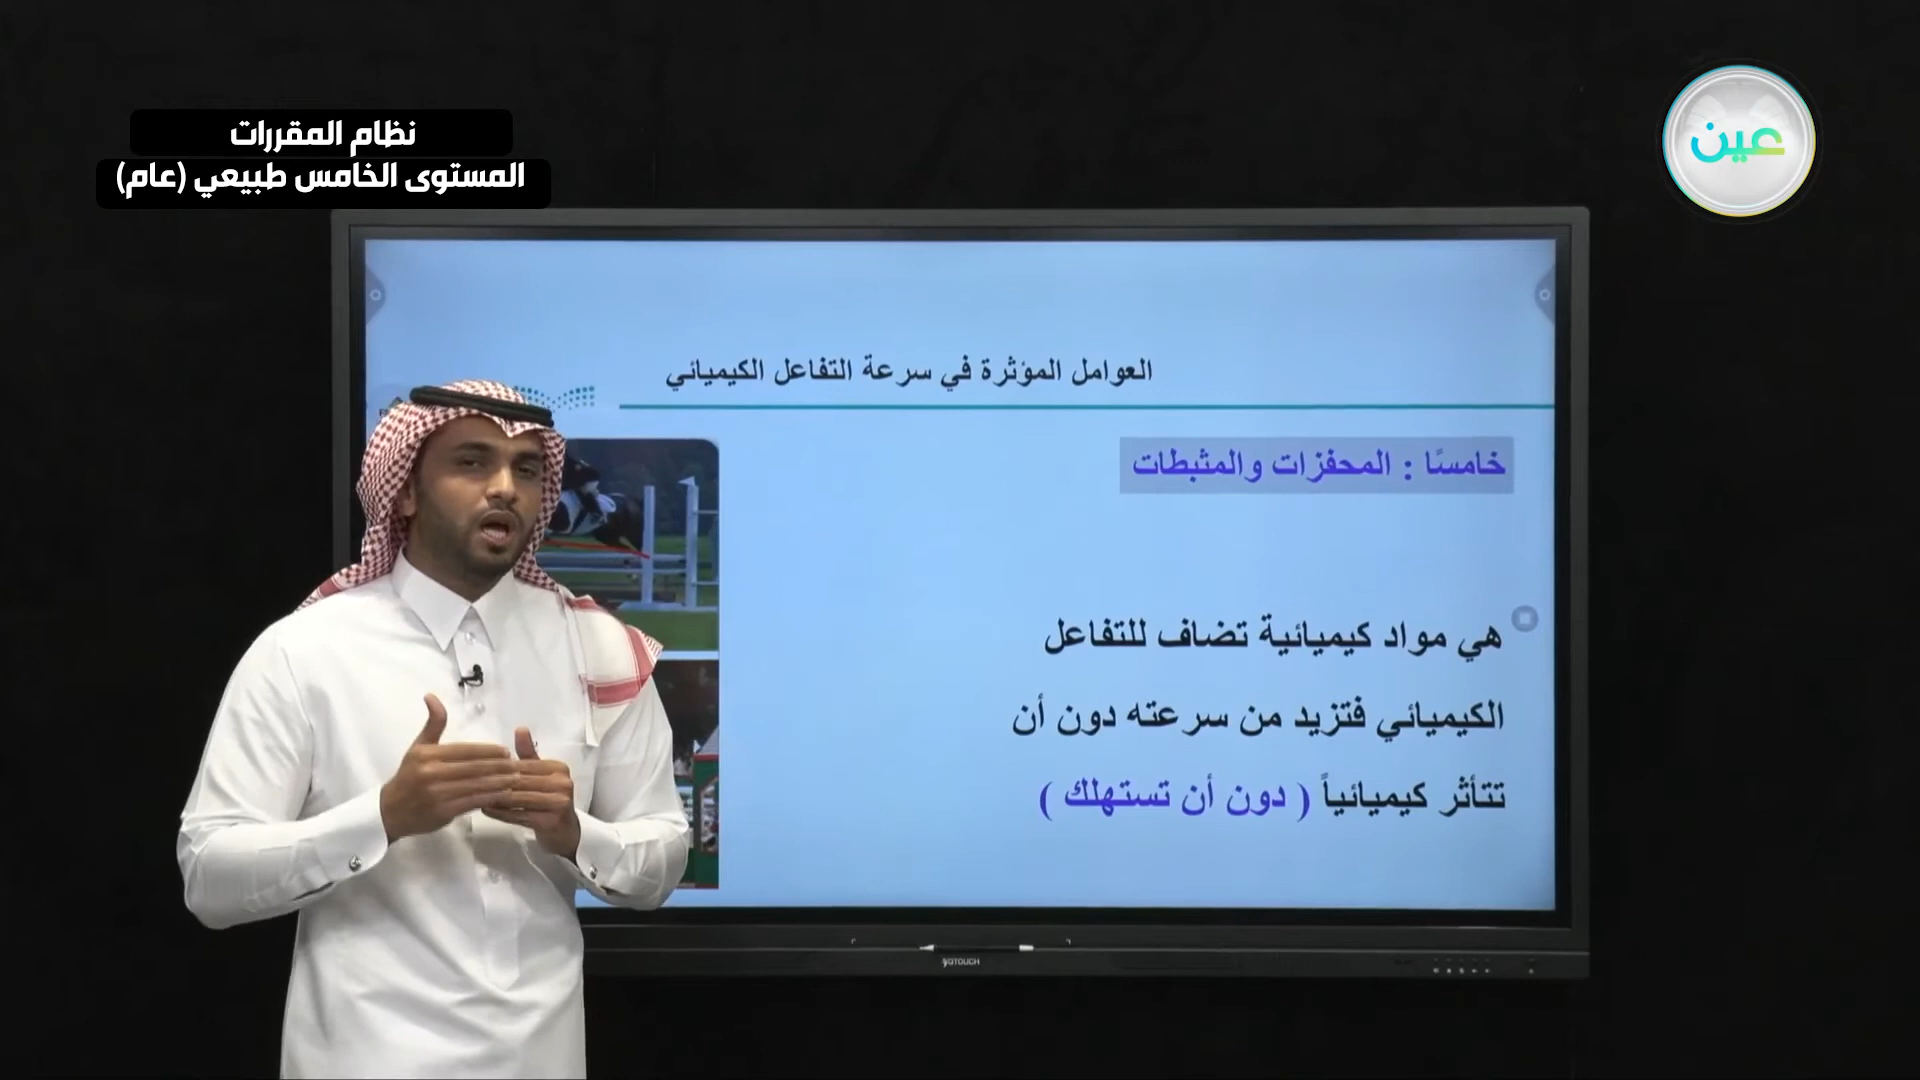 نظام المقررات
المستوى الخامس طبيعي (عام)
عين
العوامل المؤثرة في سرعة التفاعل الكيميائي
خامسًا : المحفزات والمثبطات
هي مواد كيميائية تضاف للتفاعل
الكيميائي فتزيد من سرعته دون أن
تتأثر كيميائياً ( دون أن تستهلك )